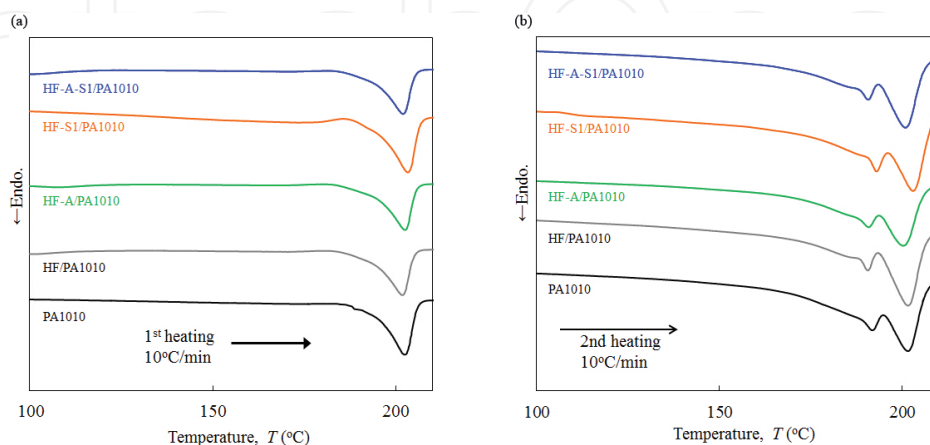 (a)
HF-A-S1/PA1010
HF-S1/PA1010
HF-A/PA1010
HF/PA1010
PA1010
1st heating
10°C/min
←Endo.
100 150 200
Temperature, T (°C)
(b)
HF-A-S1/PA1010
HF-S1/PA1010
HF-A/PA1010
HF/PA1010
PA1010
2nd heating
10°C/min
←Endo.
100 150 200
Temperature, T (°C)